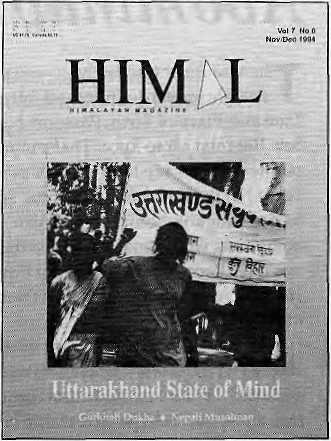 Vol 7 No 6
Nov/Dec 1994
HIMAL
HIMALAYAN MAGAZINE
उत्तराखण्ड संयुक्त
विहार
Uttarakhand State of Mind
Gurkhali Dukha ♦ Nepali Musalman